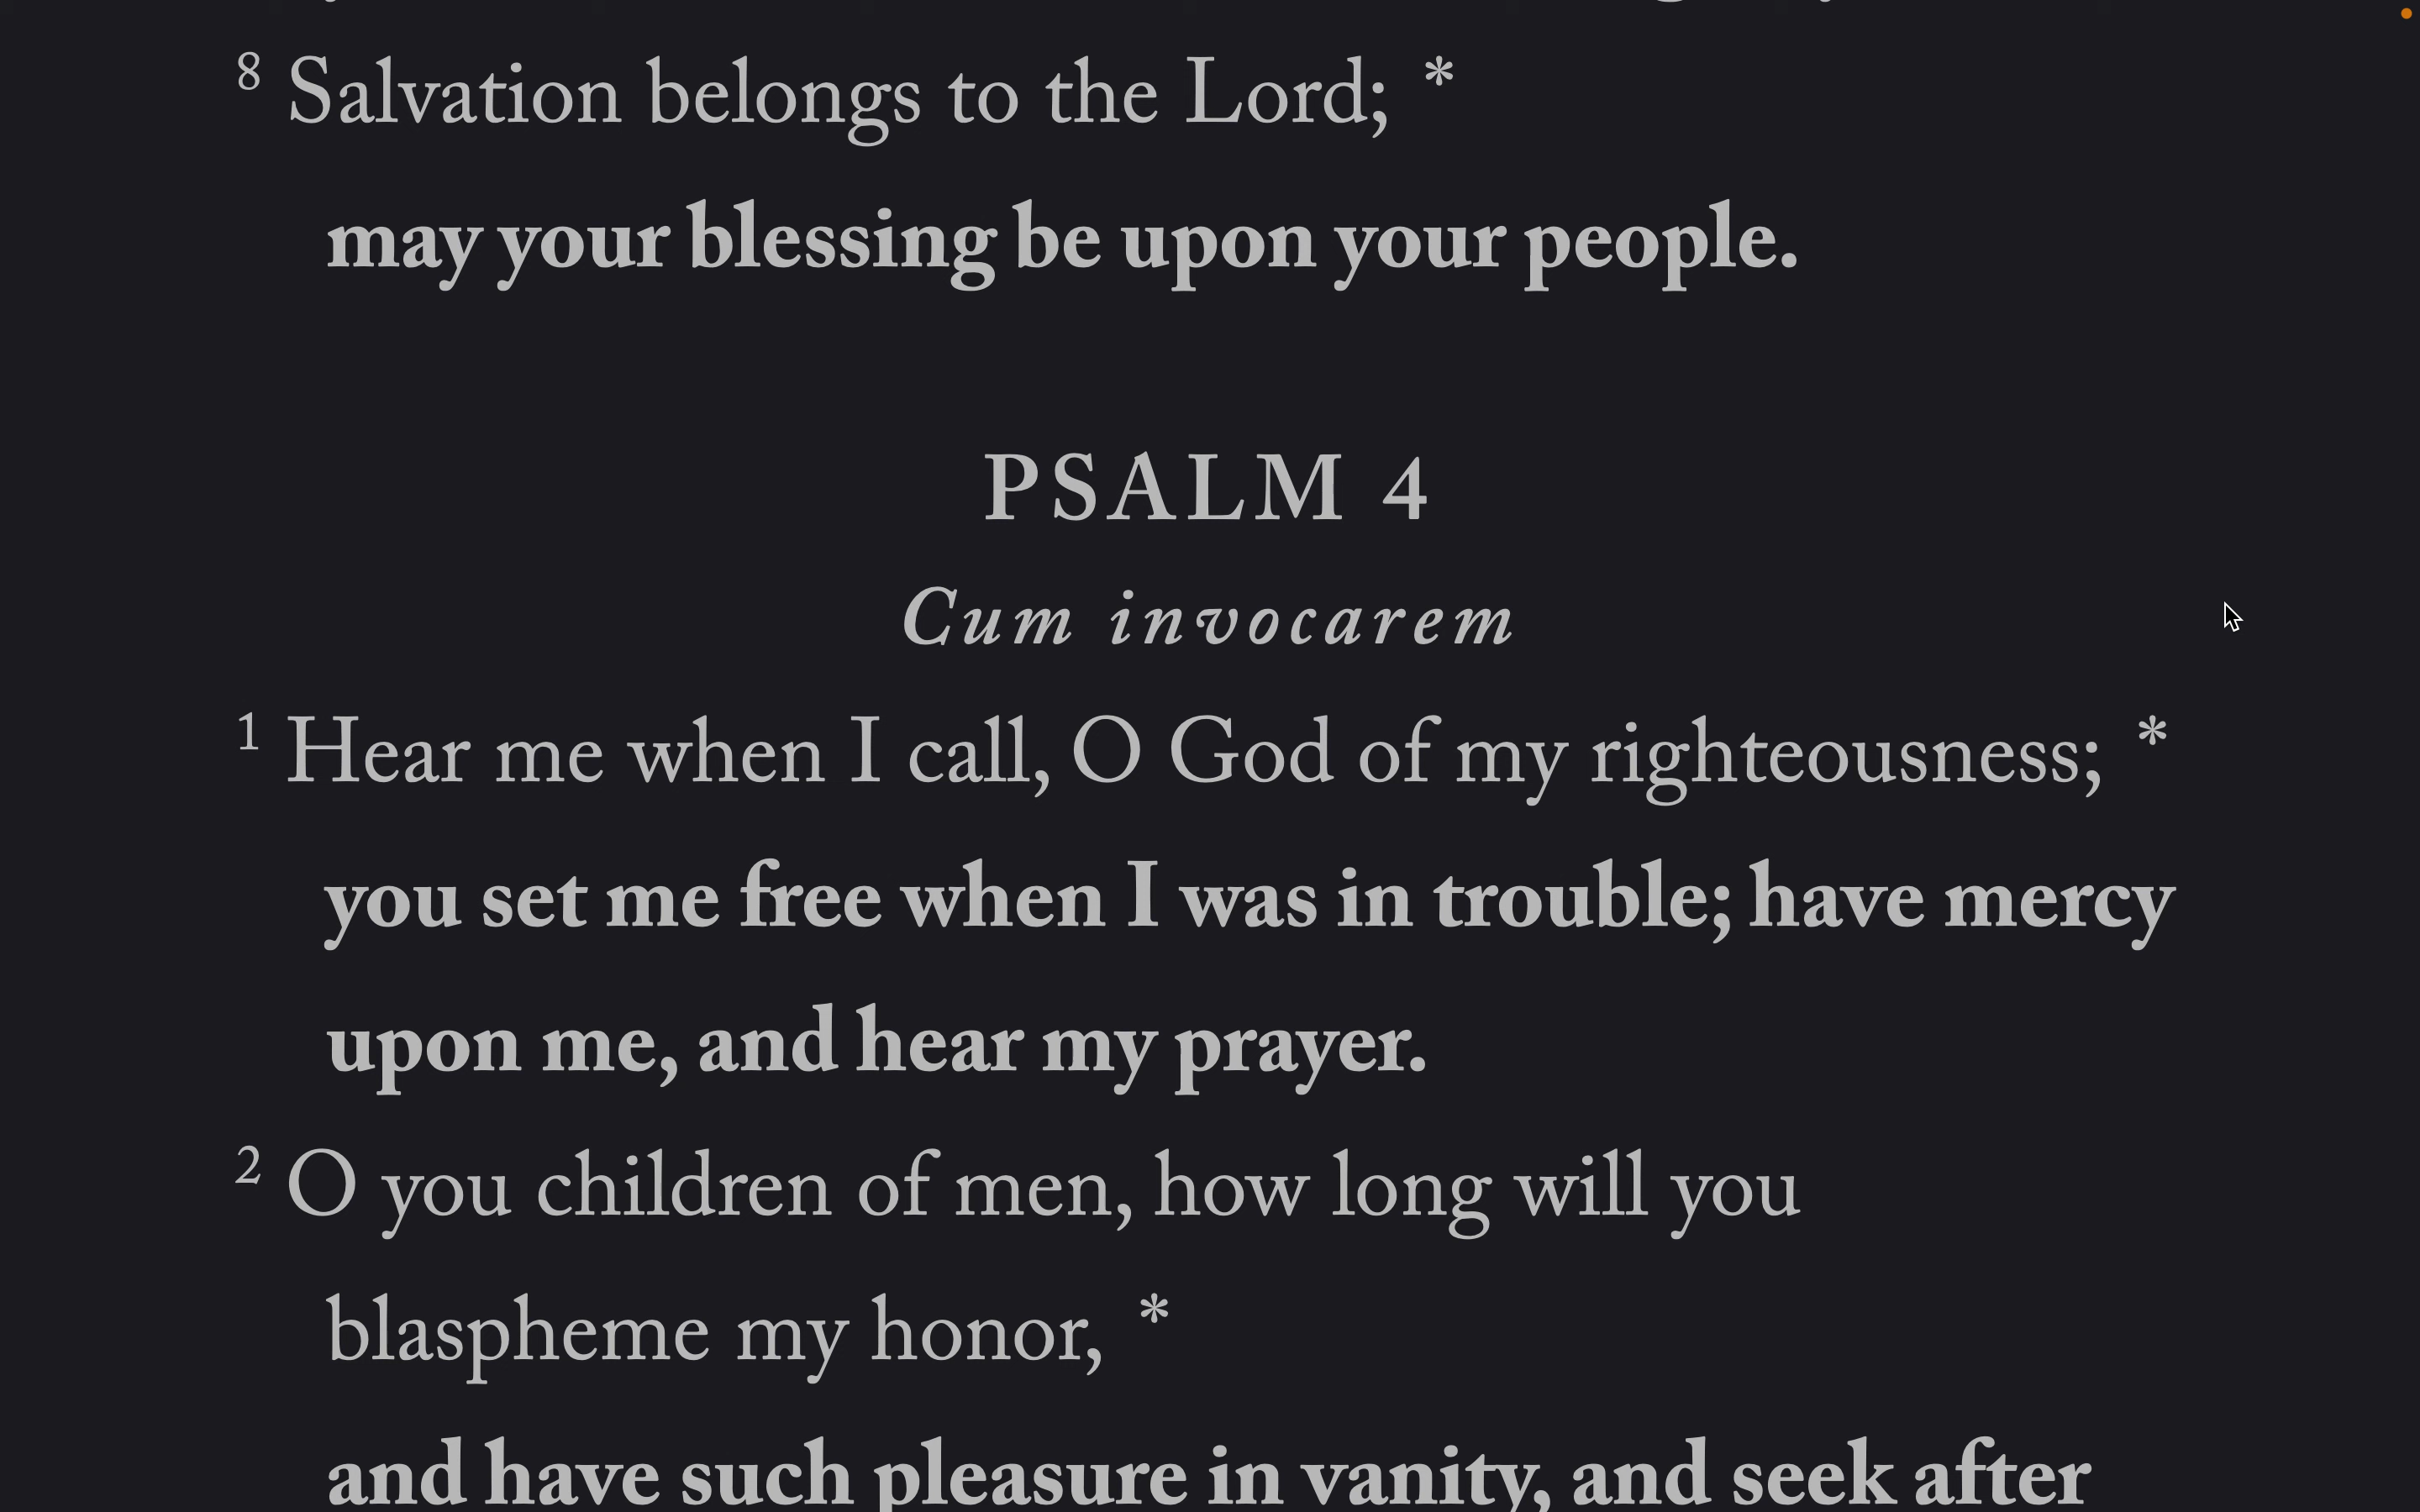 8 Salvation belongs to the Lord; *
may your blessing be upon your people.
PSALM 4
Cum invocarem
1 Hear me when I call, O God of my righteousness; *
you set me free when I was in trouble; have mercy
upon me, and hear my prayer.
2 O you children of men, how long will you
blaspheme my honor, *
and have such pleasure in vanity, and seek after